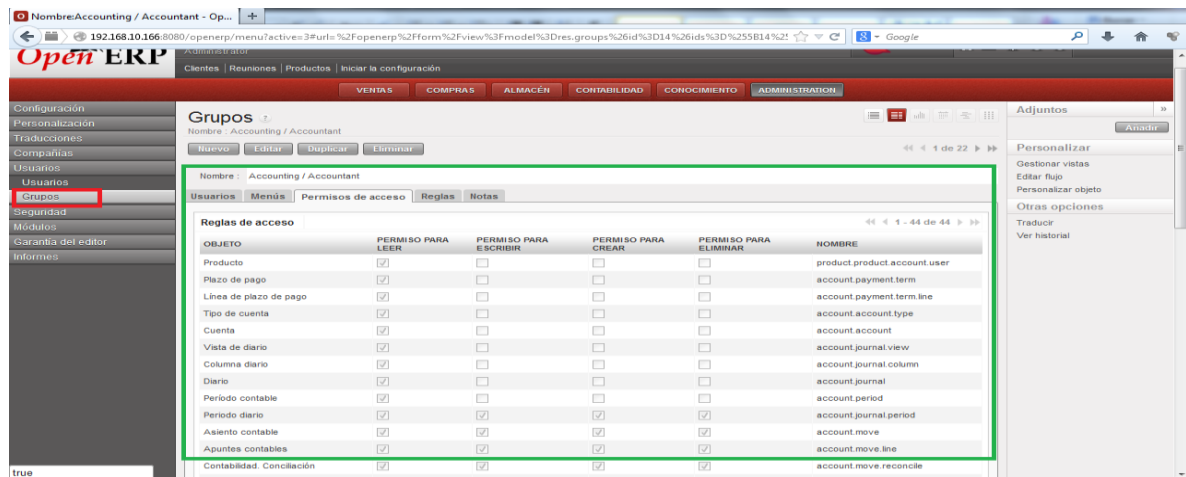 Nombre:Accounting / Accountant - Op...
192.168.10.166:8080/openerp/menu?active=3#url=%2Fopenerp%2Fform%2Fview%3Fmodel%3Dres.groups%26id%3D14%26ids%3D%255B14%25
Google
Open ERP
Administrator
Clientes | Reuniones | Productos | Iniciar la configuración
VENTAS COMPRAS ALMACÉN CONTABILIDAD CONOCIMIENTO ADMINISTRATION
Configuración
Personalización
Traducciones
Compañías
Usuarios
Usuarios
Grupos
Seguridad
Módulos
Garantía del editor
Informes
Grupos
Nombre : Accounting / Accountant
Nuevo Editar Duplicar Eliminar
1 de 22
Nombre : Accounting / Accountant
Usuarios Menús Permisos de acceso Reglas Notas
Reglas de acceso
1 - 44 de 44
OBJETO PERMISO PARA LEER PERMISO PARA ESCRIBIR PERMISO PARA CREAR PERMISO PARA ELIMINAR NOMBRE
Producto product.product.account.user
Plazo de pago account.payment.term
Línea de plazo de pago account.payment.term.line
Tipo de cuenta account.account.type
Cuenta account.account
Vista de diario account.journal.view
Columna diario account.journal.column
Diario account.journal
Período contable account.period
Periodo diario account.journal.period
Asiento contable account.move
Apuntes contables account.move.line
Contabilidad. Conciliación account.move.reconcile
Adjuntos
Añadir
Personalizar
Gestionar vistas
Editar flujo
Personalizar objeto
Otras opciones
Traducir
Ver historial
true